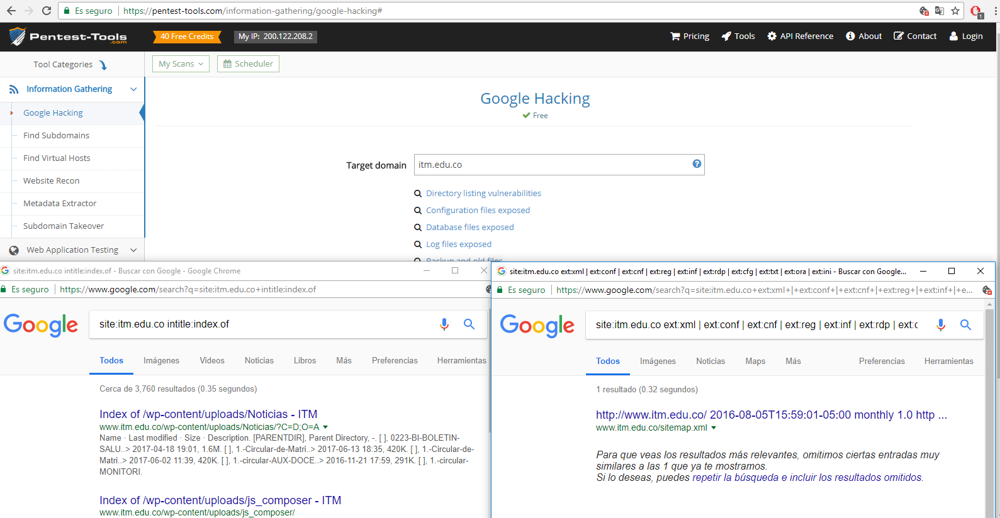 Es seguro https://pentest-tools.com/information-gathering/google-hacking#
1
Pentest-Tools
.com
40 Free Credits
My IP: 200.122.208.2
Pricing
Tools
API Reference
About
Contact
Login
Tool Categories
My Scans
Scheduler
Information Gathering
Google Hacking
Find Subdomains
Find Virtual Hosts
Website Recon
Metadata Extractor
Subdomain Takeover
Web Application Testing
Google Hacking
Free
Target domain
itm.edu.co
?
Directory listing vulnerabilities
Configuration files exposed
Database files exposed
Log files exposed
Backup and old files
site:itm.edu.co intitle:index.of - Buscar con Google - Google Chrome
Es seguro https://www.google.com/search?q=site:itm.edu.co+intitle:index.of
Google
site:itm.edu.co intitle:index.of
Todos Imágenes Videos Noticias Libros Más Preferencias Herramientas
Cerca de 3,760 resultados (0.35 segundos)
Index of /wp-content/uploads/Noticias - ITM
www.itm.edu.co/wp-content/uploads/Noticias/?C=D;O=A
Name · Last modified · Size · Description. [PARENTDIR], Parent Directory, -. [ ], 0223-BI-BOLETIN-
SALU..> 2017-04-18 19:01, 1.6M. [ ], 1.-Circular-de-Matri..> 2017-06-13 18:35, 420K. [ ], 1.-Circular-de-
Matri..> 2017-06-02 11:39, 420K. [ ], 1.-circular-AUX-DOCE..> 2016-11-21 17:59, 291K. [ ], 1.-circular-
MONITORI.
Index of /wp-content/uploads/js_composer - ITM
www.itm.edu.co/wp-content/uploads/js_composer/
site:itm.edu.co ext:xml | ext:conf | ext:cnf | ext:reg | ext:inf | ext:rdp | ext:cfg | ext:txt | ext:ora | ext:ini - Buscar con Google...
Es seguro https://www.google.com/search?q=site:itm.edu.co+ext:xml+|+ext:conf+|+ext:cnf+|+ext:reg+|+ext:inf+|+e...
Google
site:itm.edu.co ext:xml | ext:conf | ext:cnf | ext:reg | ext:inf | ext:rdp | ext:c
Todos Imágenes Noticias Maps Más Preferencias Herramientas
1 resultado (0.32 segundos)
http://www.itm.edu.co/ 2016-08-05T15:59:01-05:00 monthly 1.0 http ...
www.itm.edu.co/sitemap.xml
Para que veas los resultados más relevantes, omitimos ciertas entradas muy
similares a las 1 que ya te mostramos.
Si lo deseas, puedes repetir la búsqueda e incluir los resultados omitidos.